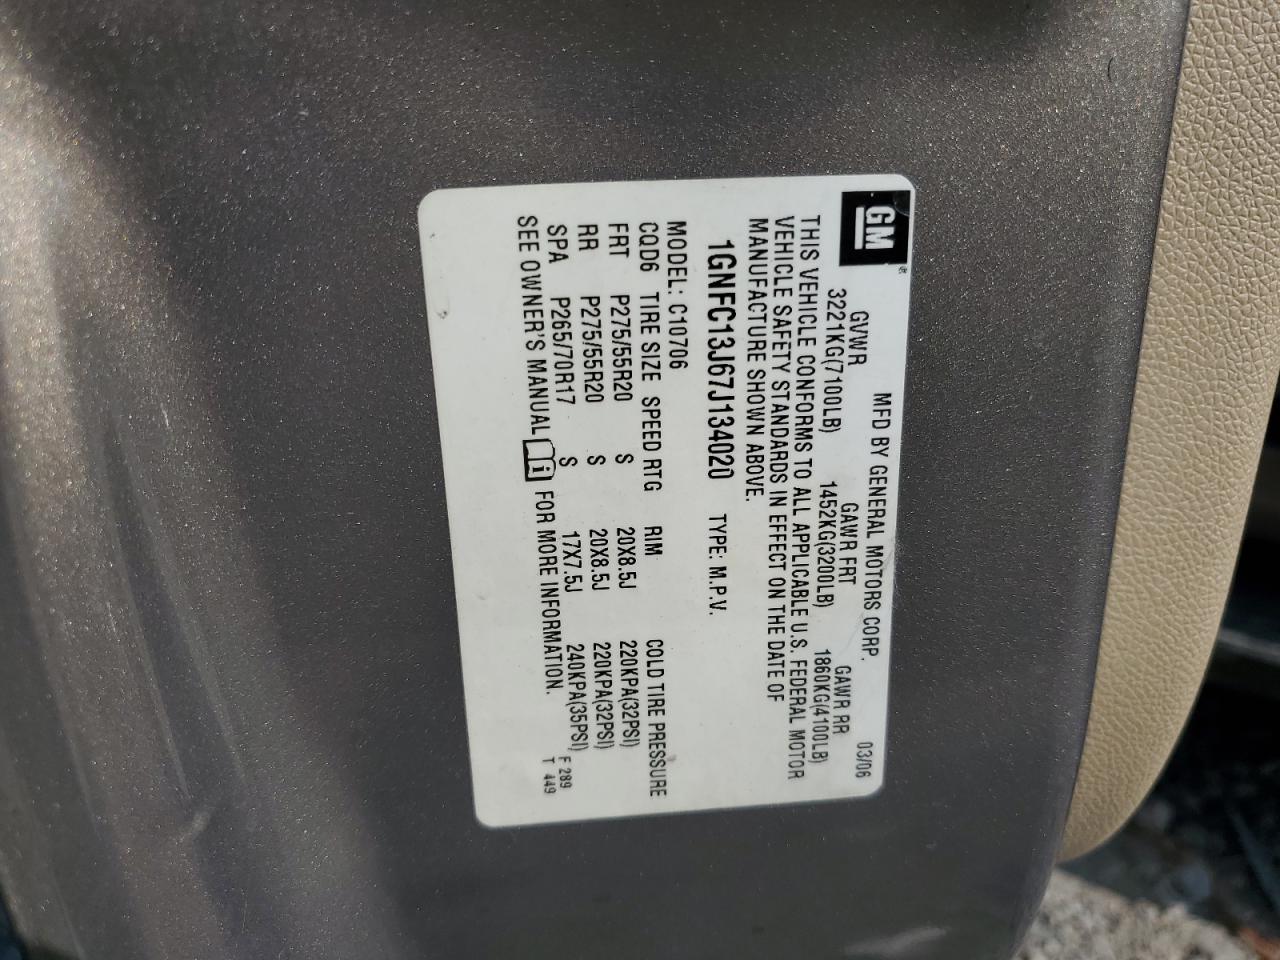 GM
MFD BY GENERAL MOTORS CORP. 03/06
GVWR GAWR FRT GAWR RR
3221KG(7100LB) 1452KG(3200LB) 1860KG(4100LB)
THIS VEHICLE CONFORMS TO ALL APPLICABLE U.S. FEDERAL MOTOR
VEHICLE SAFETY STANDARDS IN EFFECT ON THE DATE OF
MANUFACTURE SHOWN ABOVE.
1GNFC13J67J134020 TYPE: M.P.V.
MODEL: C10706
CQD6 TIRE SIZE SPEED RTG RIM COLD TIRE PRESSURE
FRT P275/55R20 S 20X8.5J 220KPA(32PSI)
RR P275/55R20 S 20X8.5J 220KPA(32PSI)
SPA P265/70R17 S 17X7.5J 240KPA(35PSI) F 289
SEE OWNER'S MANUAL i FOR MORE INFORMATION. T 449